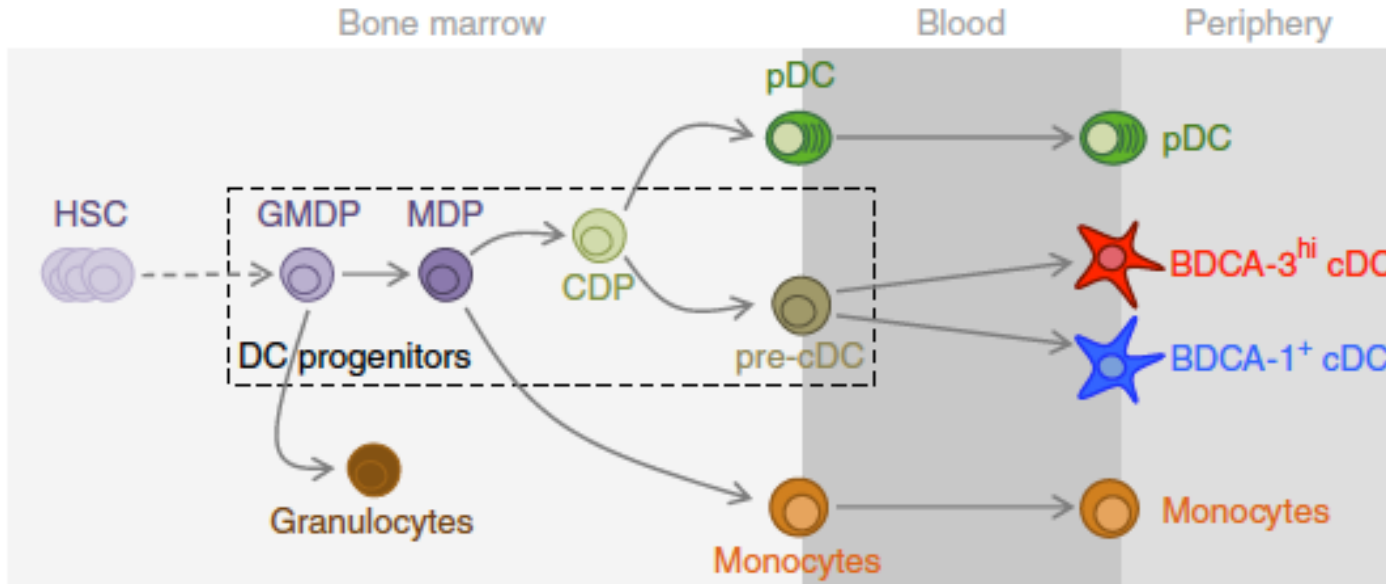 Bone marrow
Blood
Periphery
pDC
pDC
HSC
GMDP
MDP
CDP
BDCA-3hi cDC
DC progenitors
pre-cDC
BDCA-1+ cDC
Granulocytes
Monocytes
Monocytes